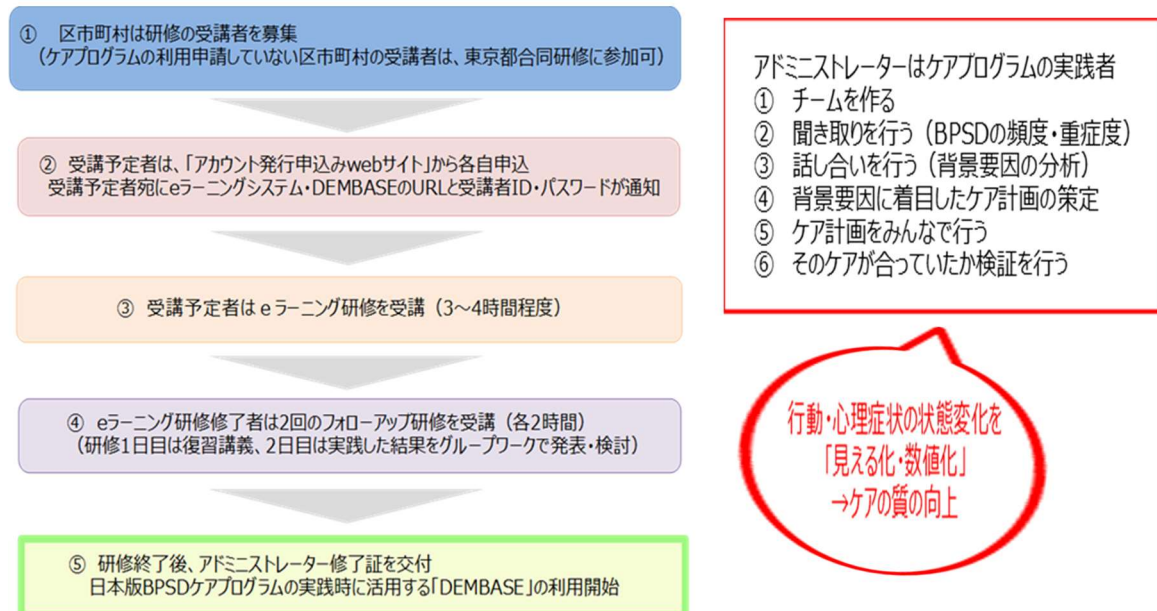 ① 区市町村は研修の受講者を募集
（ケアプログラムの利用申請していない区市町村の受講者は、東京都合同研修に参加可）
② 受講予定者は、「アカウント発行申込みwebサイト」から各自申込
受講予定者宛にeラーニングシステム・DEMBASEのURLと受講者ID・パスワードが通知
③ 受講予定者はeラーニング研修を受講（3～4時間程度）
④ eラーニング研修修了者は2回のフォローアップ研修を受講（各2時間）
（研修1日目は復習講義、2日目は実践した結果をグループワークで発表・検討）
⑤ 研修終了後、アドミニストレーター修了証を交付
日本版BPSDケアプログラムの実践時に活用する「DEMBASE」の利用開始
アドミニストレーターはケアプログラムの実践者
① チームを作る
② 聞き取りを行う（BPSDの頻度・重症度）
③ 話し合いを行う（背景要因の分析）
④ 背景要因に着目したケア計画の策定
⑤ ケア計画をみんなで行う
⑥ そのケアが合っていたか検証を行う
行動・心理症状の状態変化を
「見える化・数値化」
→ケアの質の向上